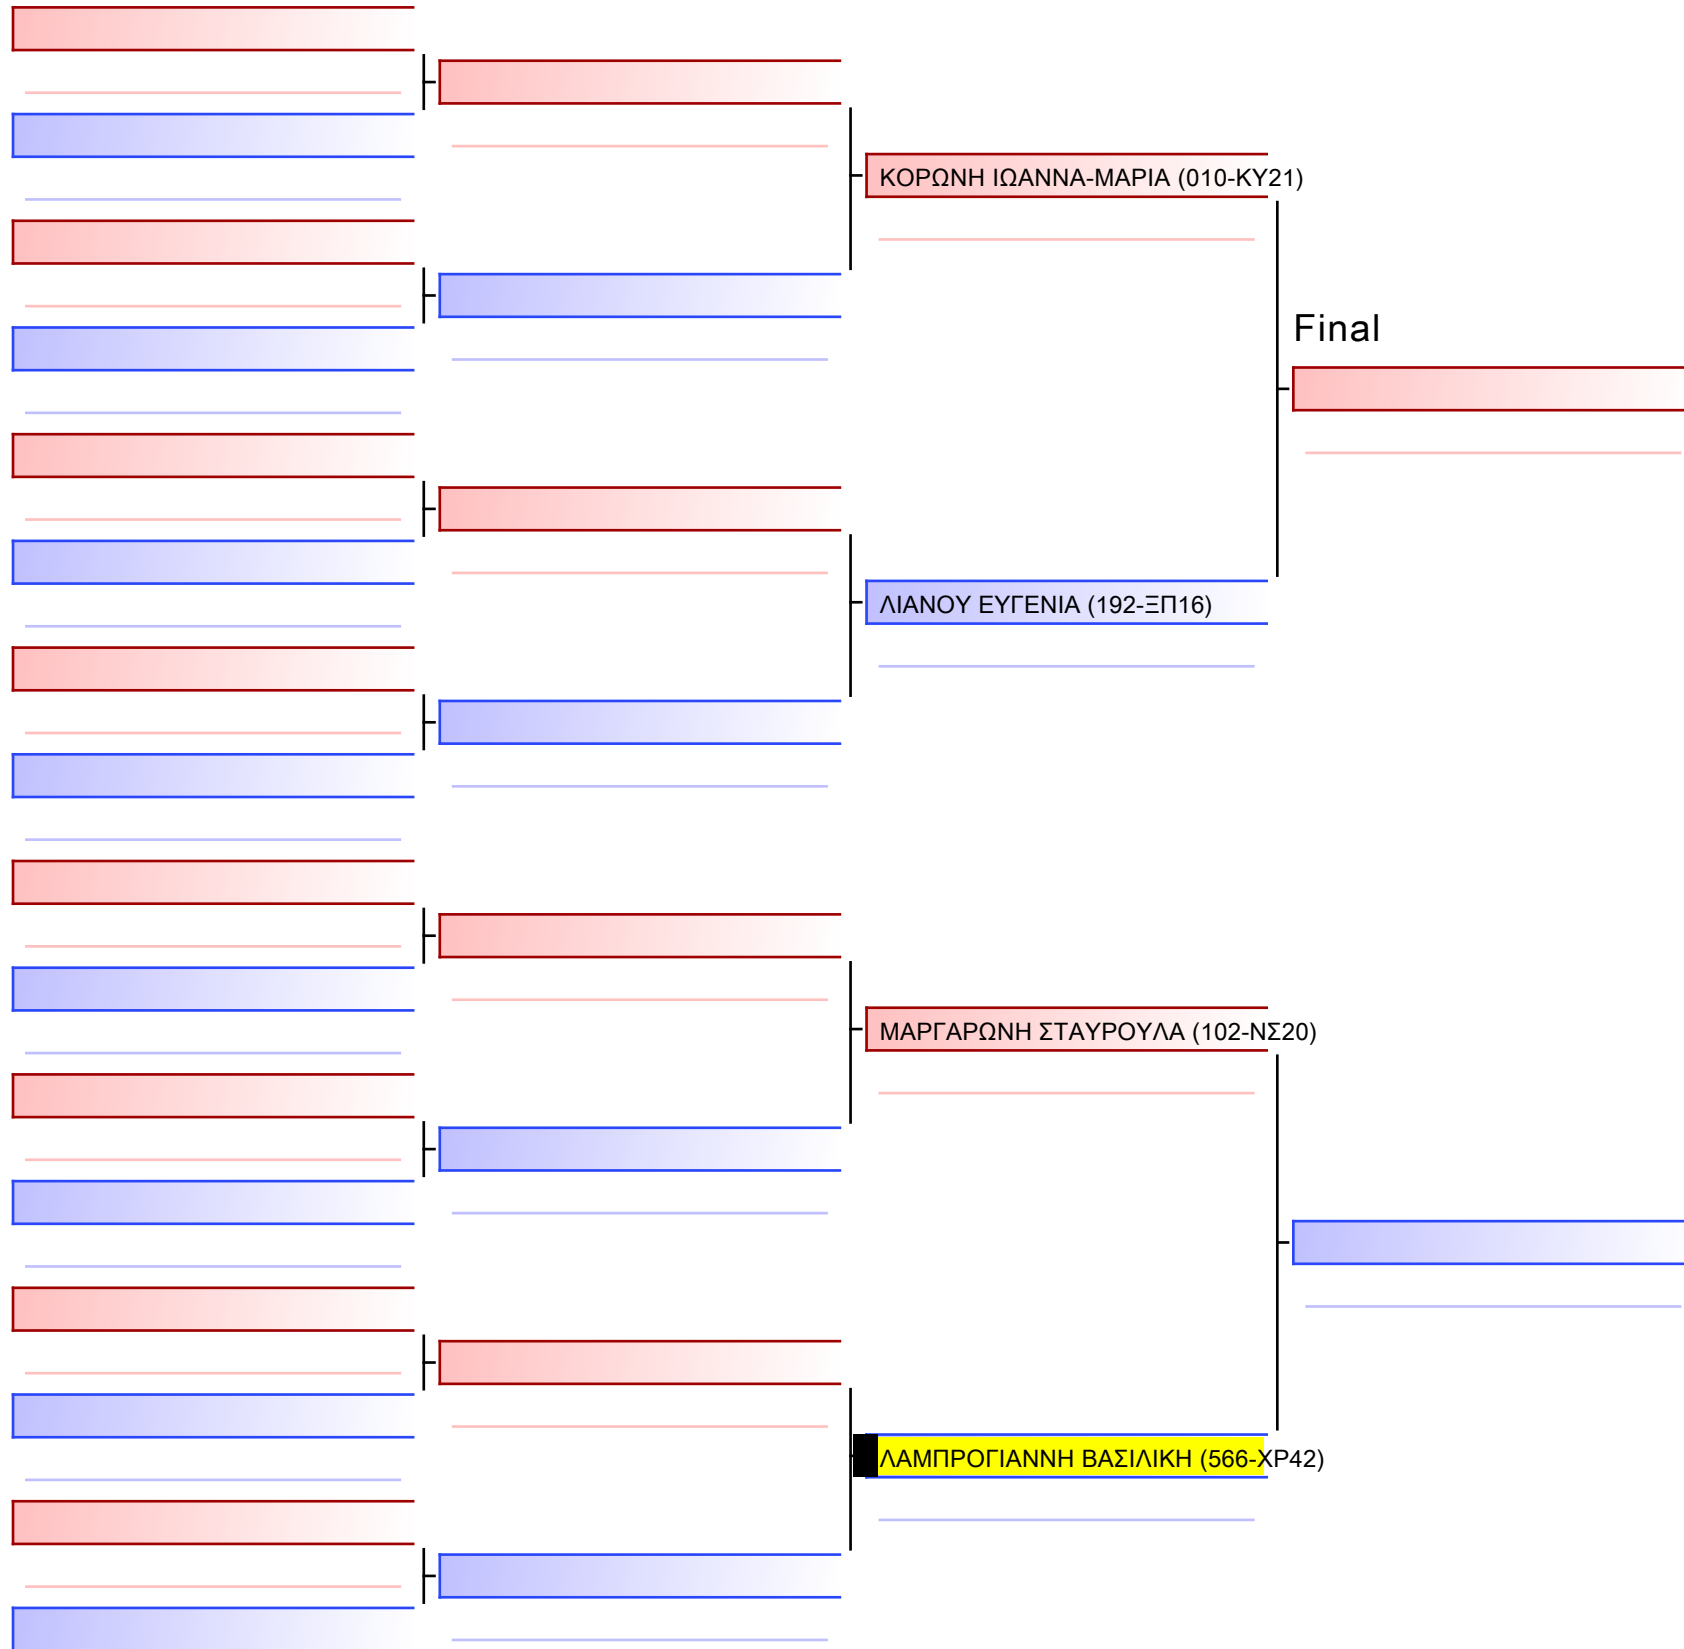 ΚΟΡΩΝΗ ΙΩΑΝΝΑ-ΜΑΡΙΑ (010-ΚΥ21)
Final
ΛΙΑΝΟΥ ΕΥΓΕΝΙΑ (192-ΞΠ16)
ΜΑΡΓΑΡΩΝΗ ΣΤΑΥΡΟΥΛΑ (102-ΝΣ20)
ΛΑΜΠΡΟΓΙΑΝΝΗ ΒΑΣΙΛΙΚΗ (566-ΧΡ42)